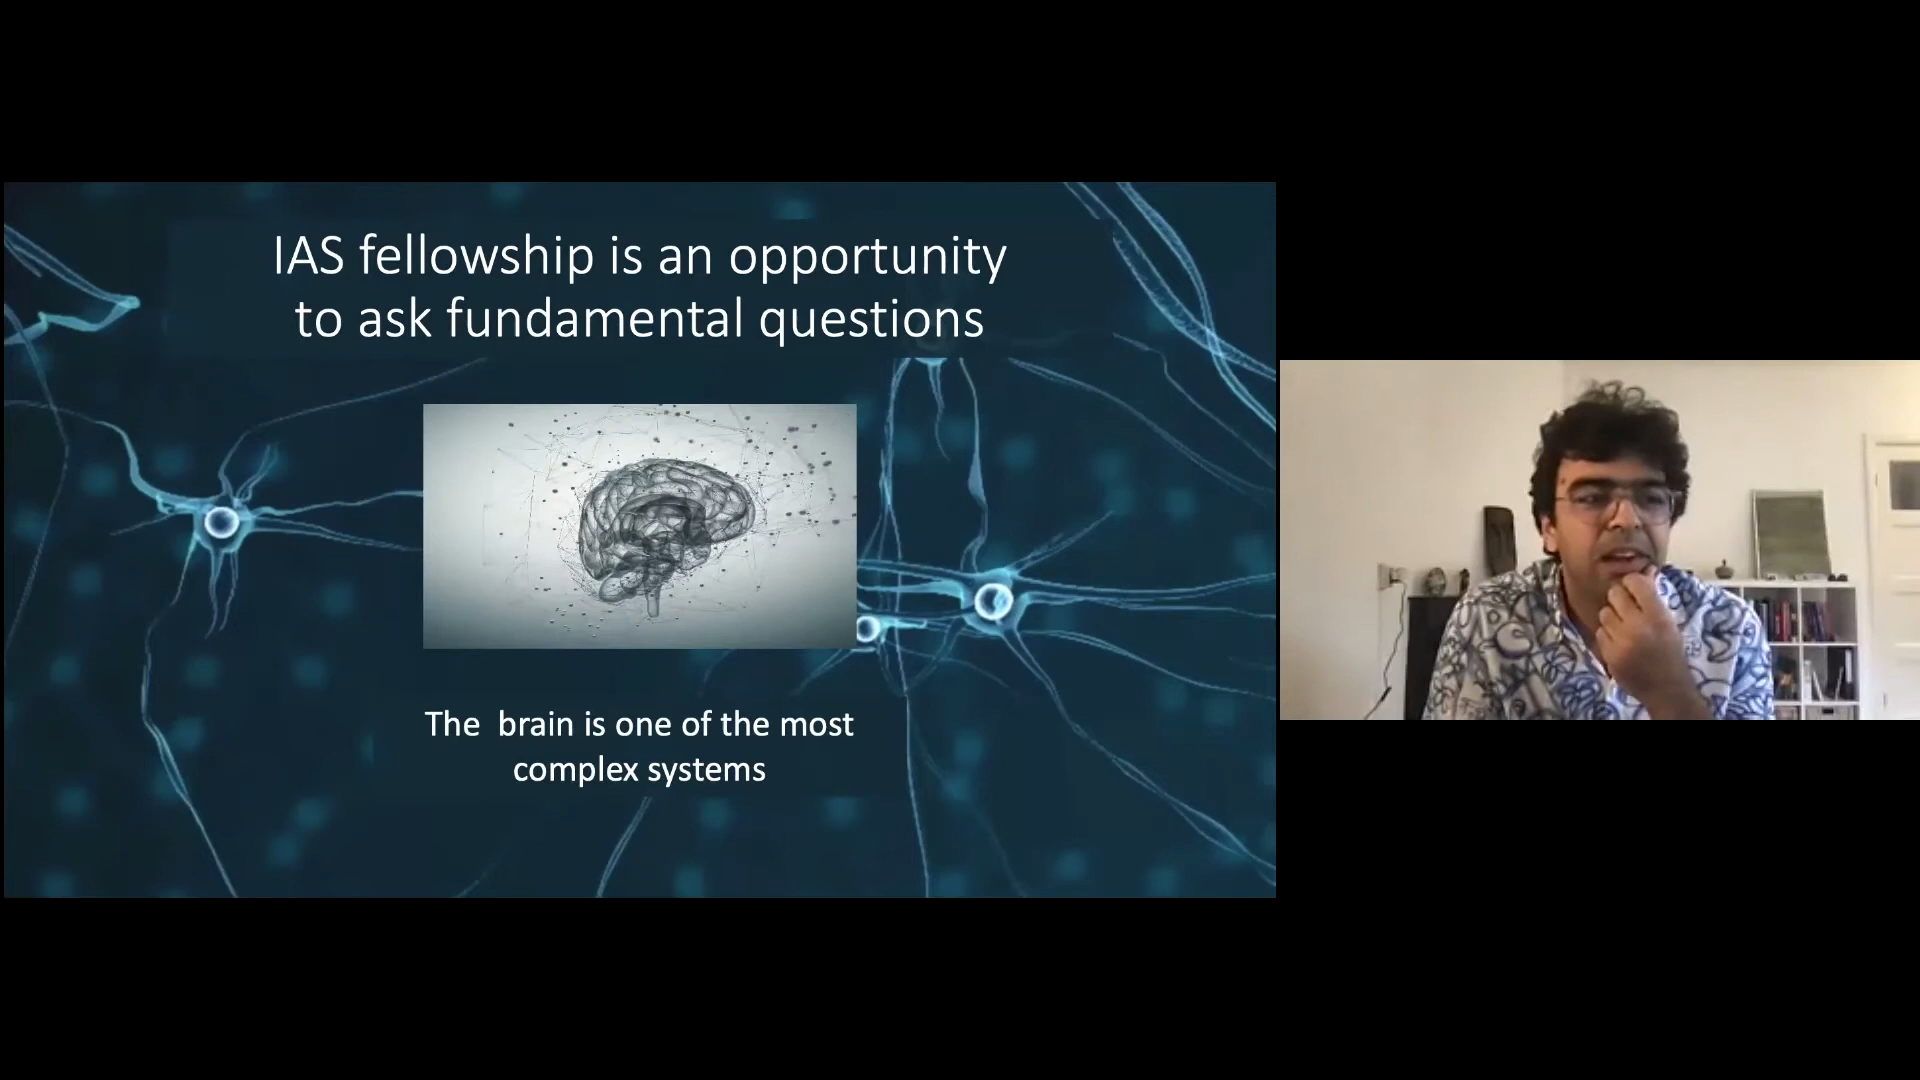 IAS fellowship is an opportunity
to ask fundamental questions
The  brain is one of the most
complex systems